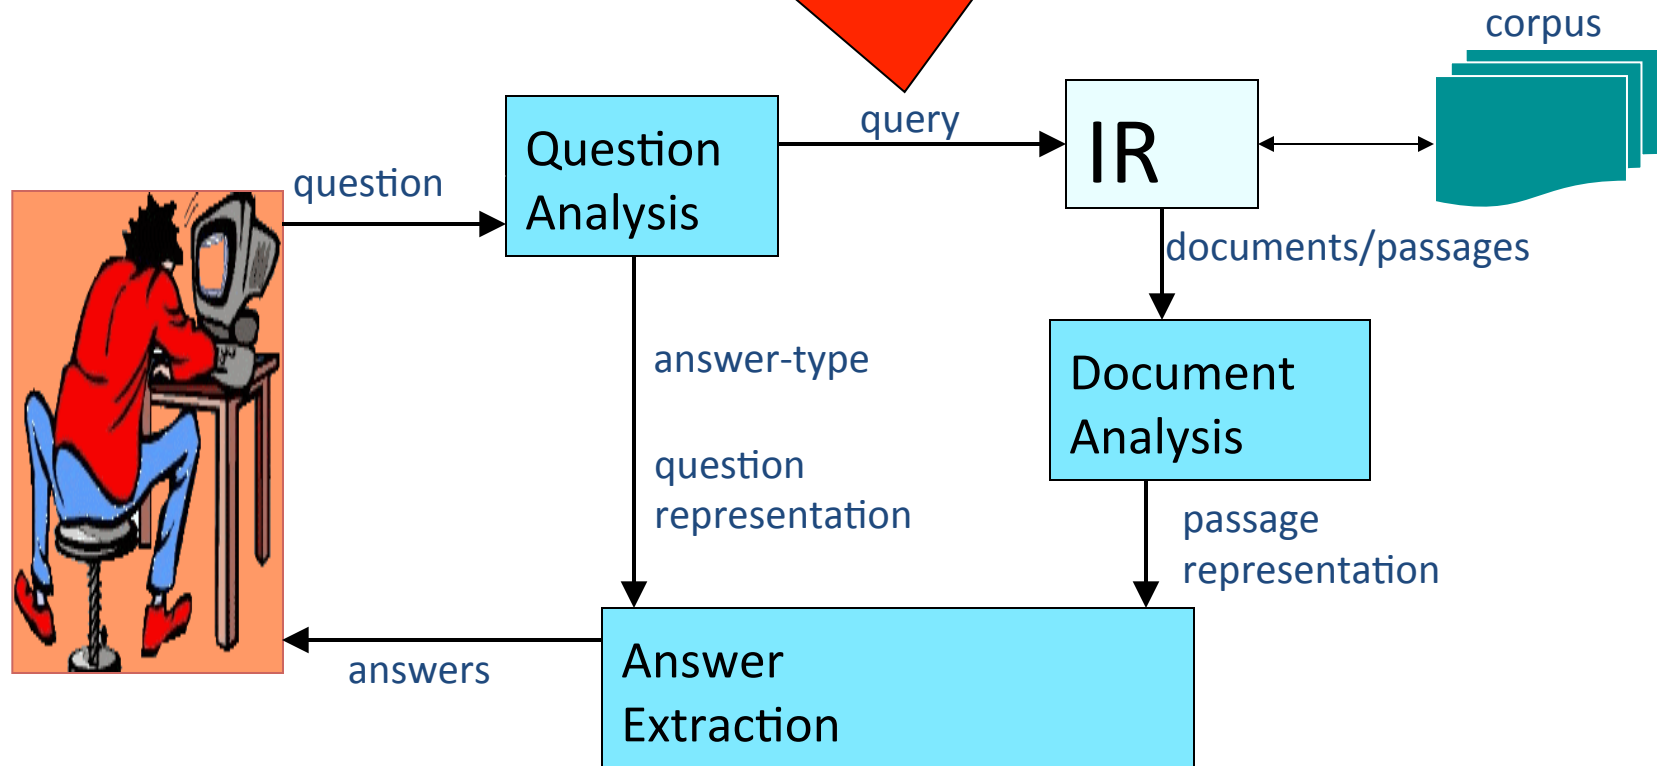 corpus
query
IR
Question
Analysis
question
documents/passages
answer-type
Document
Analysis
question
representation
passage
representation
answers
Answer
Extraction